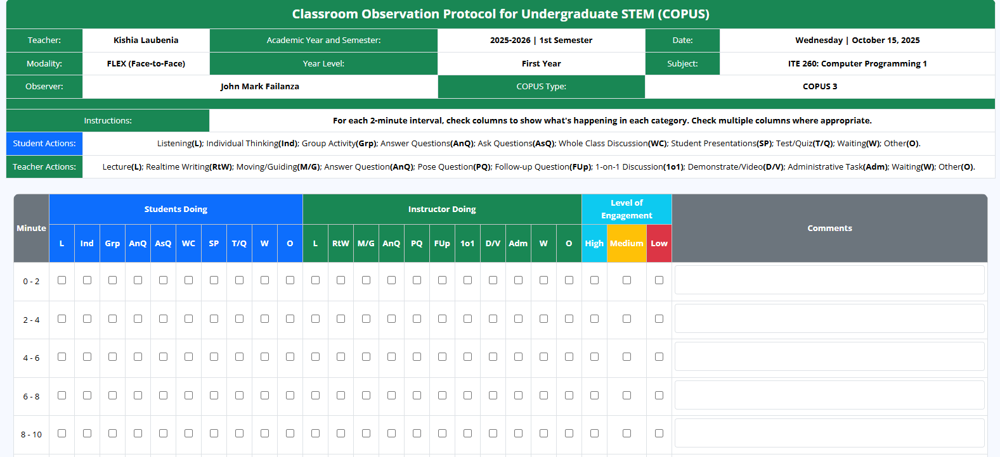 Classroom Observation Protocol for Undergraduate STEM (COPUS)
Teacher: Kishia Laubenia Academic Year and Semester: 2025-2026 | 1st Semester Date: Wednesday | October 15, 2025
Modality: FLEX (Face-to-Face) Year Level: First Year Subject: ITE 260: Computer Programming 1
Observer: John Mark Failanza COPUS Type: COPUS 3
Instructions: For each 2-minute interval, check columns to show what's happening in each category. Check multiple columns where appropriate.
Student Actions: Listening(L); Individual Thinking(Ind); Group Activity(Grp); Answer Questions(AnQ); Ask Questions(AsQ); Whole Class Discussion(WC); Student Presentations(SP); Test/Quiz(T/Q); Waiting(W); Other(O).
Teacher Actions: Lecture(L); Realtime Writing(RtW); Moving/Guiding(M/G); Answer Question(AnQ); Pose Question(PQ); Follow-up Question(FUp); 1-on-1 Discussion(1o1); Demonstrate/Video(D/V); Administrative Task(Adm); Waiting(W); Other(O).
Minute Students Doing Instructor Doing Level of Engagement Comments
L Ind Grp AnQ AsQ WC SP T/Q W O L RtW M/G AnQ PQ FUp 1o1 D/V Adm W O High Medium Low
0 - 2
2 - 4
4 - 6
6 - 8
8 - 10